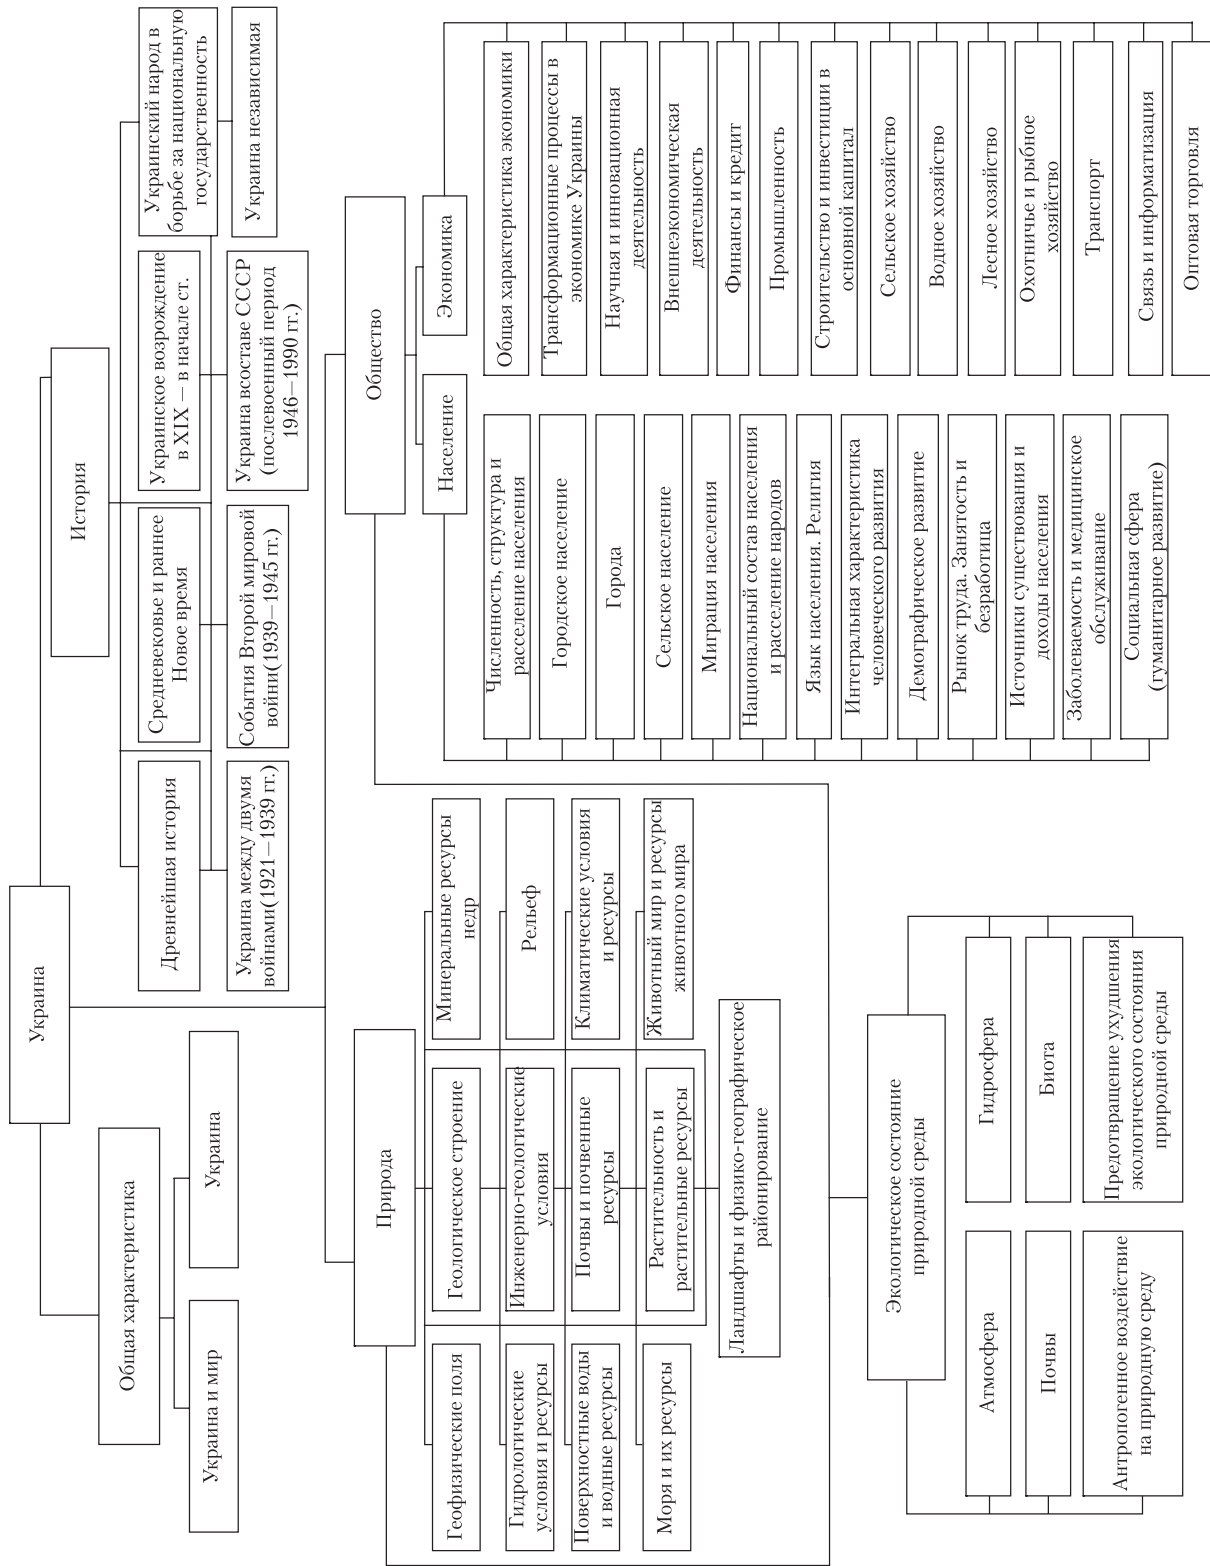 Украина
Общая характеристика
Украина и мир
Украина
История
Древнейшая история
Средневековье и раннее
Новое время
Украинское возрождение
в XIX — в начале ст.
Украинский народ в
борьбе за национальную
государственность
Украина между двумя
войнами(1921—1939 гг.)
События Второй мировой
войни(1939—1945 гг.)
Украина всоставе СССР
(послевоенный период
1946—1990 гг.)
Украина независимая
Природа
Геофизические поля
Геологическое строение
Минеральные ресурсы
недр
Гидрологические
условия и ресурсы
Инженерно-геологические
условия
Рельеф
Поверхностные воды
и водные ресурсы
Почвы и почвенные
ресурсы
Климатические условия
и ресурсы
Моря и их ресурсы
Растительность и
растительные ресурсы
Животный мир и ресурсы
животного мира
Ландшафты и физико-географическое
районирование
Общество
Население
Численность, структура и
расселение населения
Городское население
Города
Сельское население
Миграция населения
Национальный состав населения
и расселение народов
Язык населения. Религия
Интегральная характеристика
человеческого развития
Демографическое развитие
Рынок труда. Занятость и
безработица
Источники существования и
доходы населения
Заболеваемость и медицинское
обслуживание
Социальная сфера
(гуманитарное развитие)
Экономика
Общая характеристика экономики
Трансформационные процессы в
экономике Украины
Научная и инновационная
деятельность
Внешнеэкономическая
деятельность
Финансы и кредит
Промышленность
Строительство и инвестиции в
основной капитал
Сельское хозяйство
Водное хозяйство
Лесное хозяйство
Охотничье и рыбное
хозяйство
Транспорт
Связь и информатизация
Оптовая торговля
Экологическое состояние
природной среды
Атмосфера
Гидросфера
Почвы
Биота
Антропогенное воздействие
на природную среду
Предотвращение ухудшения
экологического состояния
природной среды